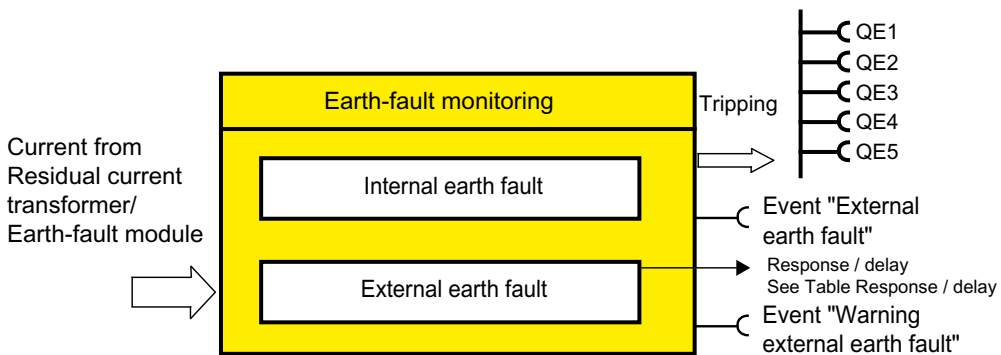 QE1
QE2
Earth-fault monitoring
Tripping
QE3
QE4
Current from
Residual current
transformer/
Earth-fault module
Internal earth fault
QE5
Event "External
earth fault"
External earth fault
Response / delay
See Table Response / delay
Event "Warning
external earth fault"